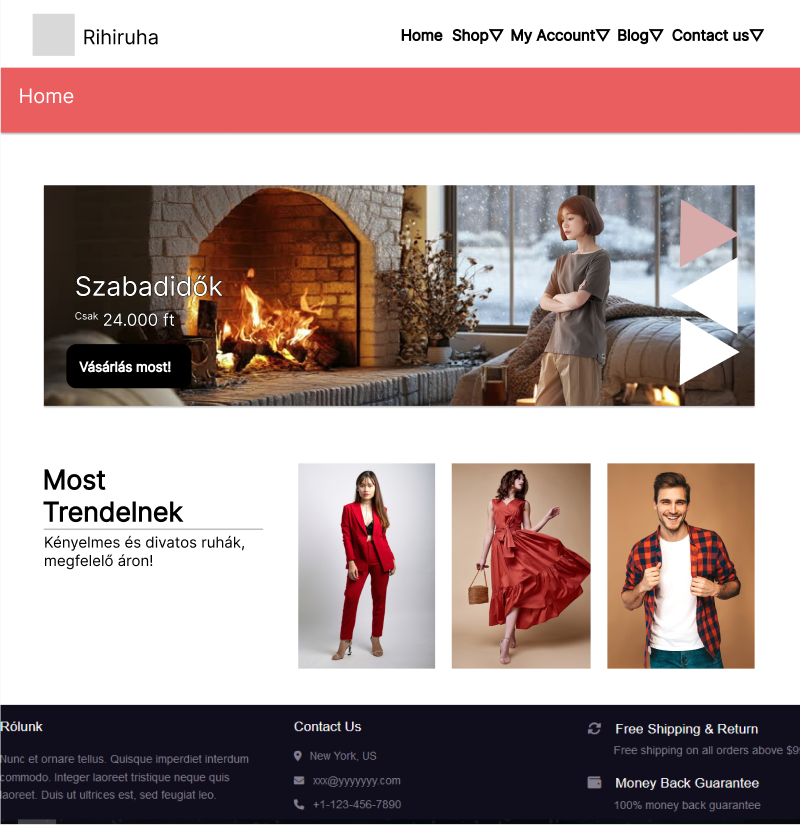 Rihiruha
Home Shop▽ My Account▽ Blog▽ Contact us▽
Home
Szabadidők
Csak 24.000 ft
Vásárlás most!
Most
Trendelnek
Kényelmes és divatos ruhák,
megfelelő áron!
Rólunk
Nunc et ornare tellus. Quisque imperdiet interdum
commodo. Integer laoreet tristique neque quis
laoreet. Duis ut ultrices est, sed feugiat leo.
Contact Us
New York, US
xxx@yyyyyyy.com
+1-123-456-7890
Free Shipping & Return
Free shipping on all orders above $9
Money Back Guarantee
100% money back guarantee